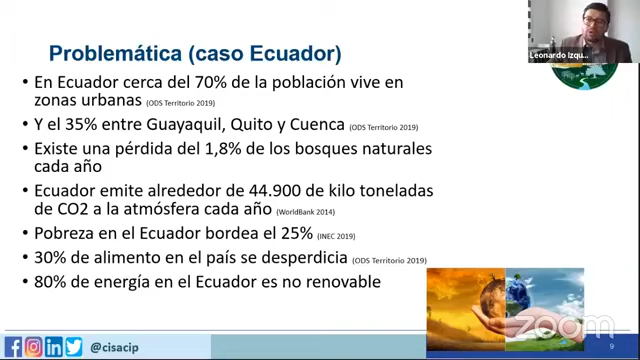 Problemática (caso Ecuador)
• En Ecuador cerca del 70% de la población vive en
zonas urbanas (ODS Territorio 2019)
• Y el 35% entre Guayaquil, Quito y Cuenca (ODS Territorio 2019)
• Existe una pérdida del 1,8% de los bosques naturales
cada año
• Ecuador emite alrededor de 44.900 de kilo toneladas
de CO2 a la atmósfera cada año (WorldBank 2014)
• Pobreza en el Ecuador bordea el 25% (INEC 2019)
• 30% de alimento en el país se desperdicia (ODS Territorio 2019)
• 80% de energía en el Ecuador es no renovable
Leonardo Izqu...
zoom
@cisacip
9